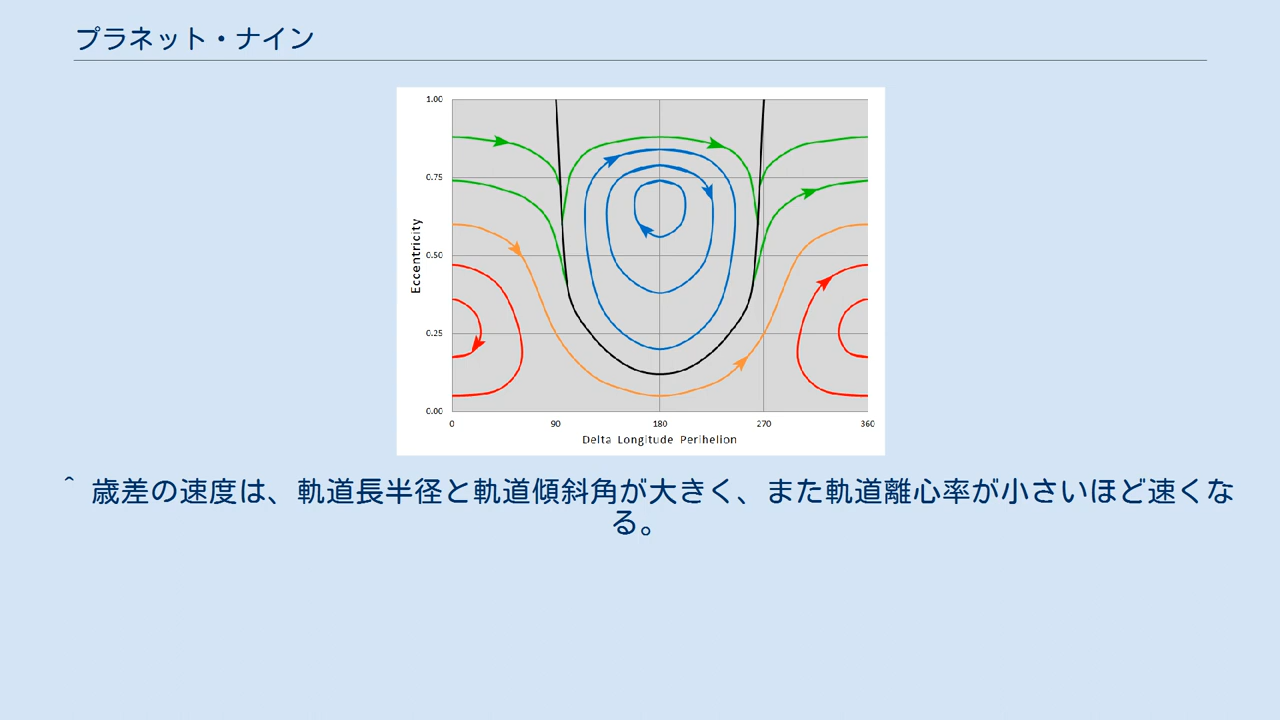 プラネット・ナイン
1.00
0.75
0.50
0.25
0.00
Eccentricity
0 90 180 270 360
Delta Longitude Perihelion
^ 歳差の速度は、軌道長半径と軌道傾斜角が大きく、また軌道離心率が小さいほど速くな
る。